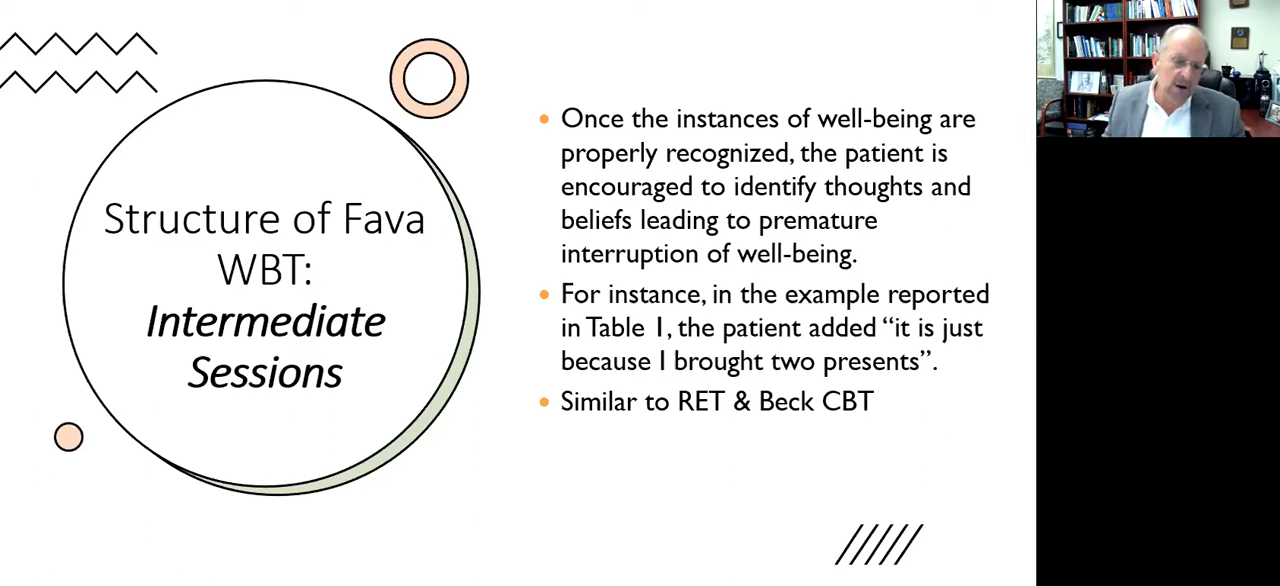 Structure of Fava
WBT:
Intermediate
Sessions
• Once the instances of well-being are
properly recognized, the patient is
encouraged to identify thoughts and
beliefs leading to premature
interruption of well-being.
• For instance, in the example reported
in Table 1, the patient added “it is just
because I brought two presents”.
• Similar to RET & Beck CBT